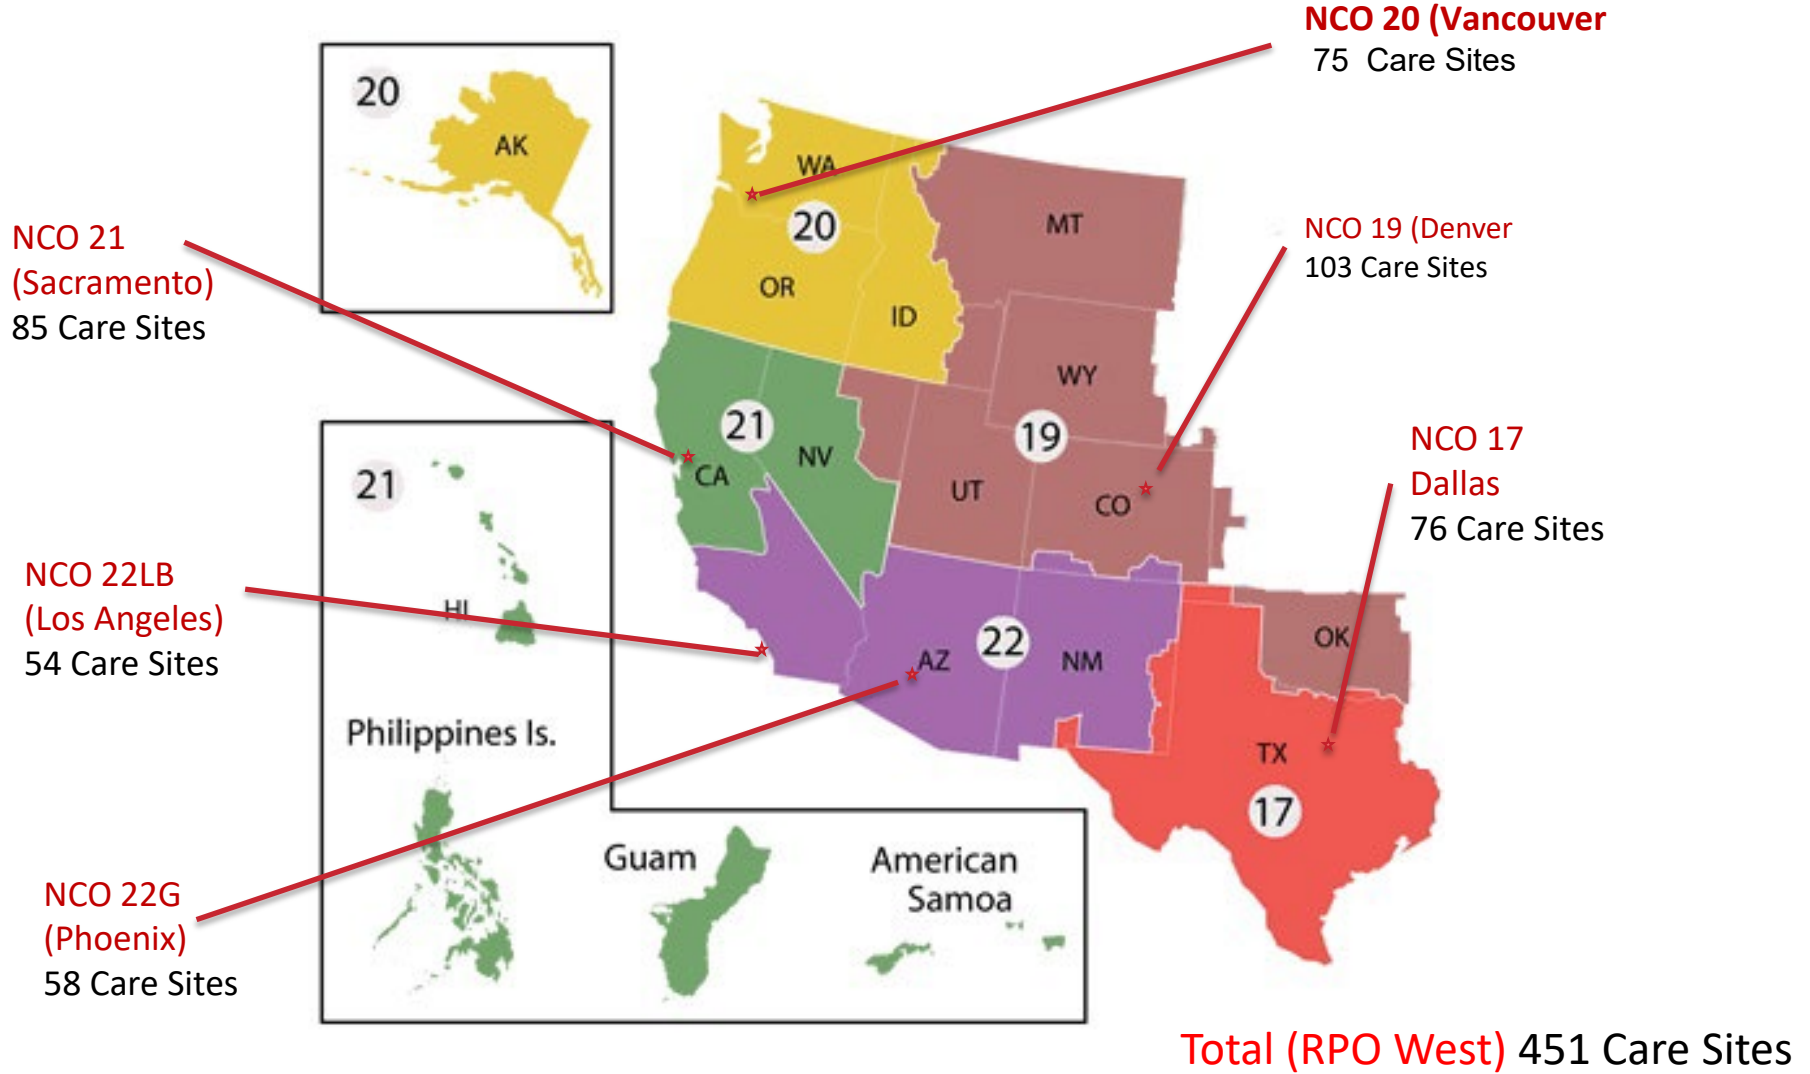 NCO 20 (Vancouver
75 Care Sites
20
AK
WA
20
OR
ID
MT
NCO 21
(Sacramento)
85 Care Sites
NCO 19 (Denver
103 Care Sites
WY
21
NV
CA
19
UT
CO
NCO 17
Dallas
76 Care Sites
21
HI
NCO 22LB
(Los Angeles)
54 Care Sites
22
AZ
NM
OK
TX
17
Philippines Is.
Guam
American
Samoa
NCO 22G
(Phoenix)
58 Care Sites
Total (RPO West) 451 Care Sites